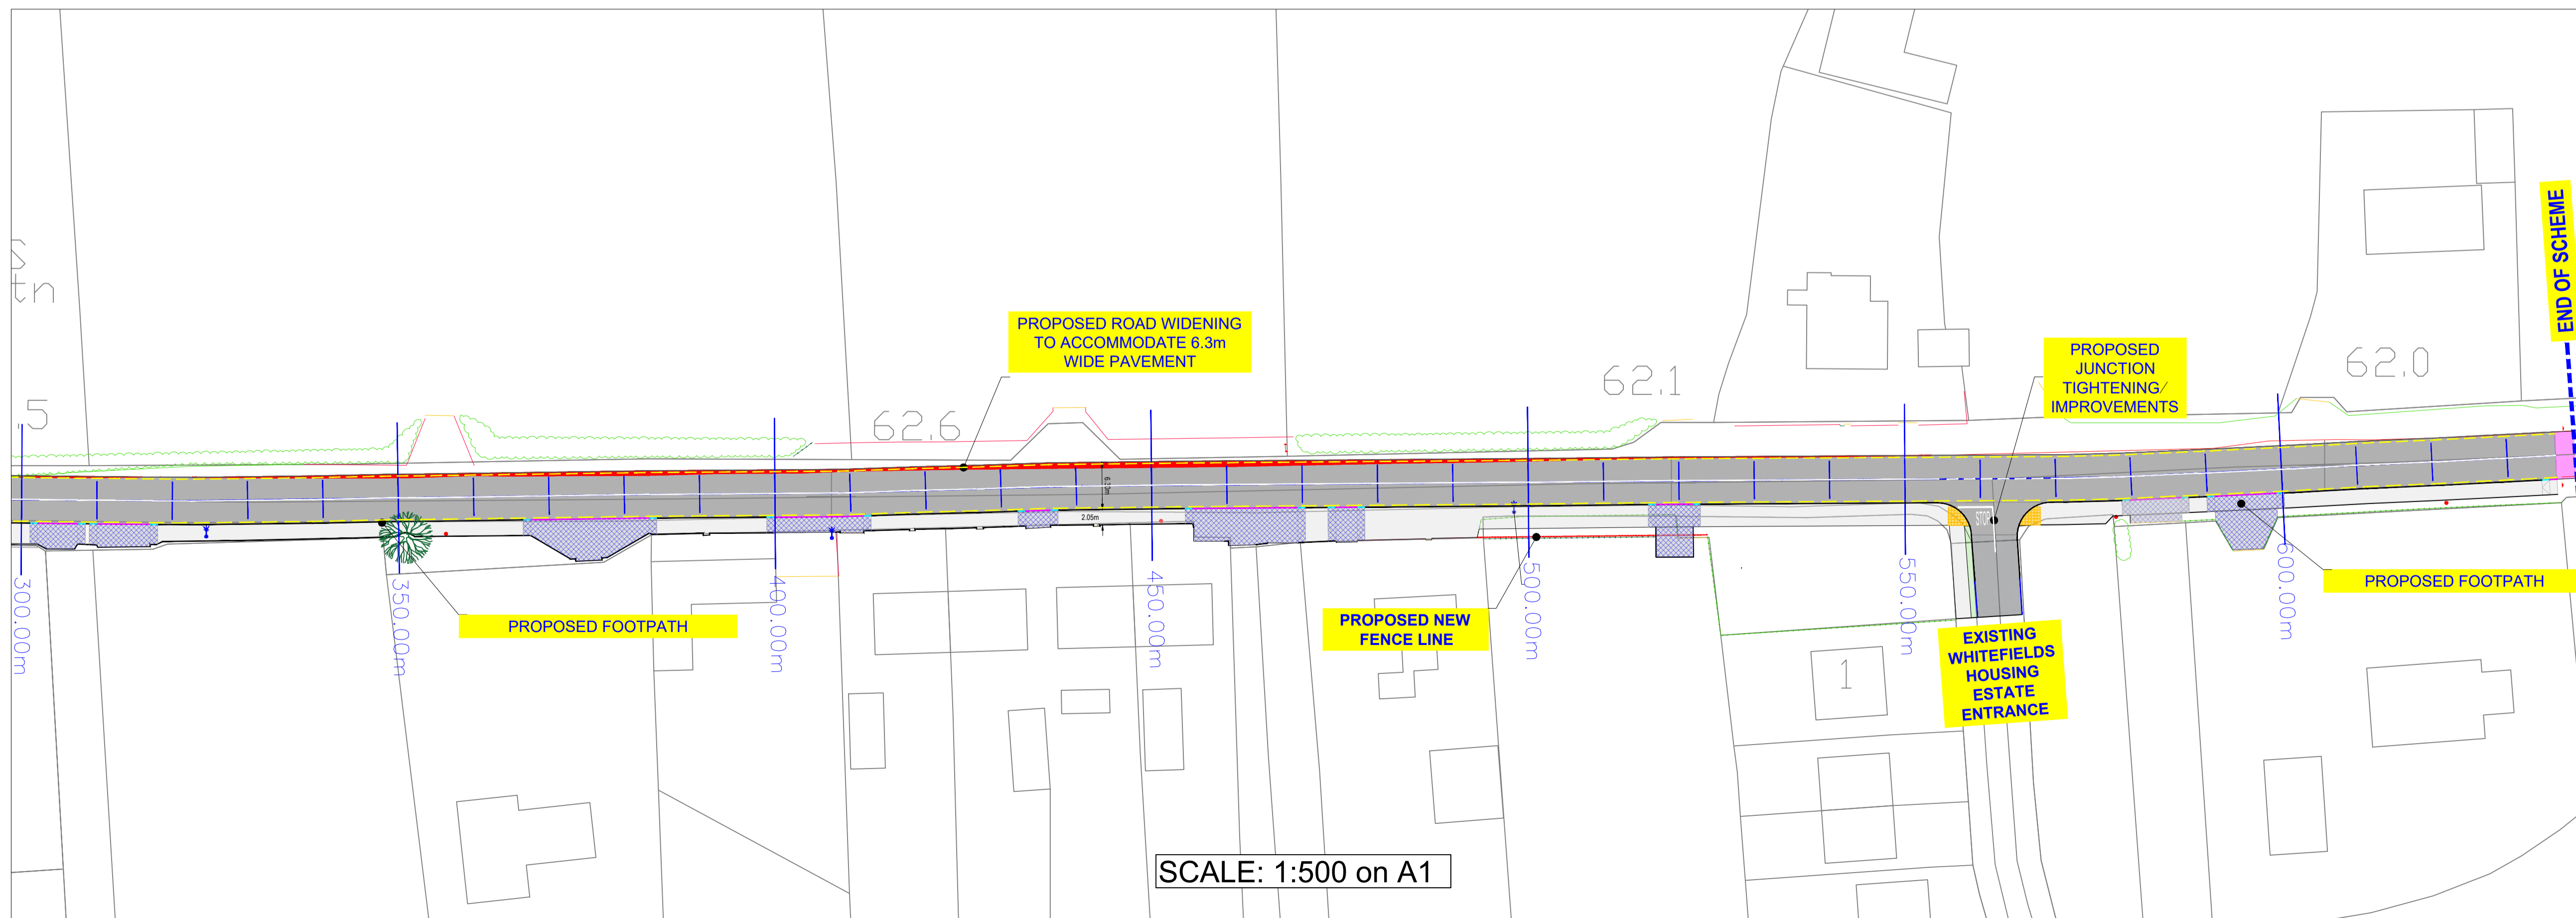 END OF SCHEME
tn
PROPOSED ROAD WIDENING
TO ACCOMMODATE 6.3m
WIDE PAVEMENT
PROPOSED
JUNCTION
TIGHTENING/
IMPROVEMENTS
62.1
62.0
.5
62.6
2.05m
STOP
300.00m
350.00m
400.00m
450.00m
500.00m
550.00m
600.00m
PROPOSED FOOTPATH
PROPOSED NEW
FENCE LINE
PROPOSED FOOTPATH
EXISTING
WHITEFIELDS
HOUSING
ESTATE
ENTRANCE
1
SCALE: 1:500 on A1